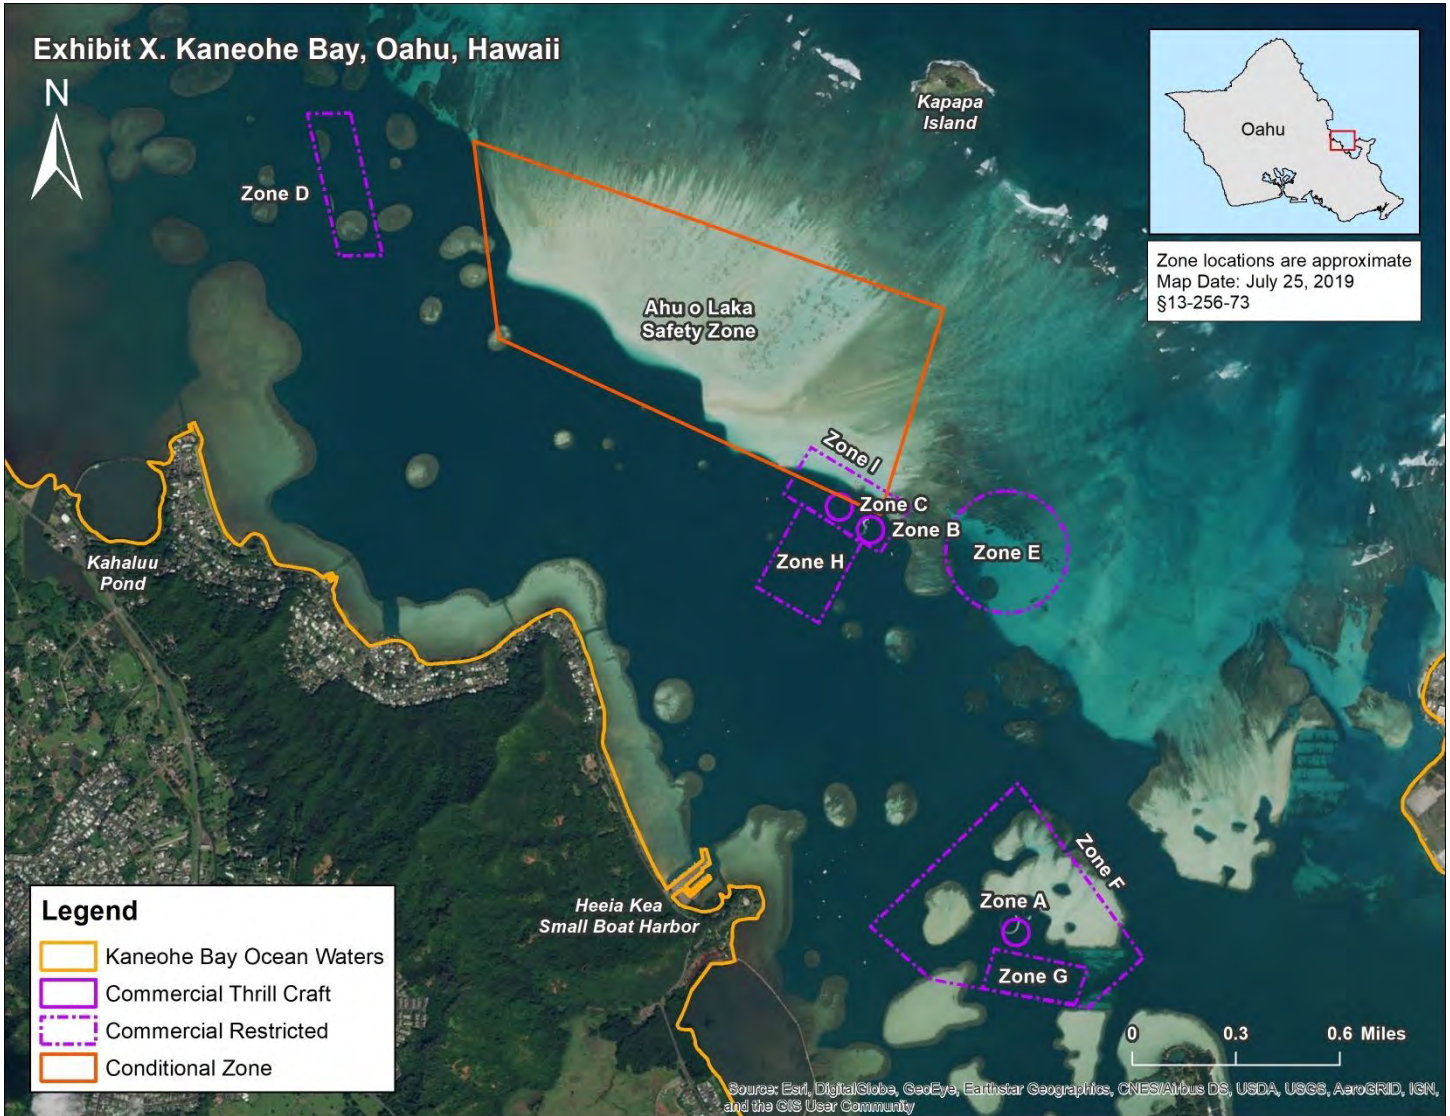 Exhibit X. Kaneohe Bay, Oahu, Hawaii
N
Kapapa
Island
Oahu
Zone locations are approximate
Map Date: July 25, 2019
§13-256-73
Zone D
Ahu o Laka
Safety Zone
Zone I
Zone C
Zone B
Zone H
Zone E
Kahaluu
Pond
Zone F
Zone A
Zone G
Heeia Kea
Small Boat Harbor
Legend
Kaneohe Bay Ocean Waters
Commercial Thrill Craft
Commercial Restricted
Conditional Zone
0 0.3 0.6 Miles
Source: Esri, DigitalGlobe, GeoEye, Earthstar Geographics, CNES/Airbus DS, USDA, USGS, AeroGRID, IGN,
and the GIS User Community